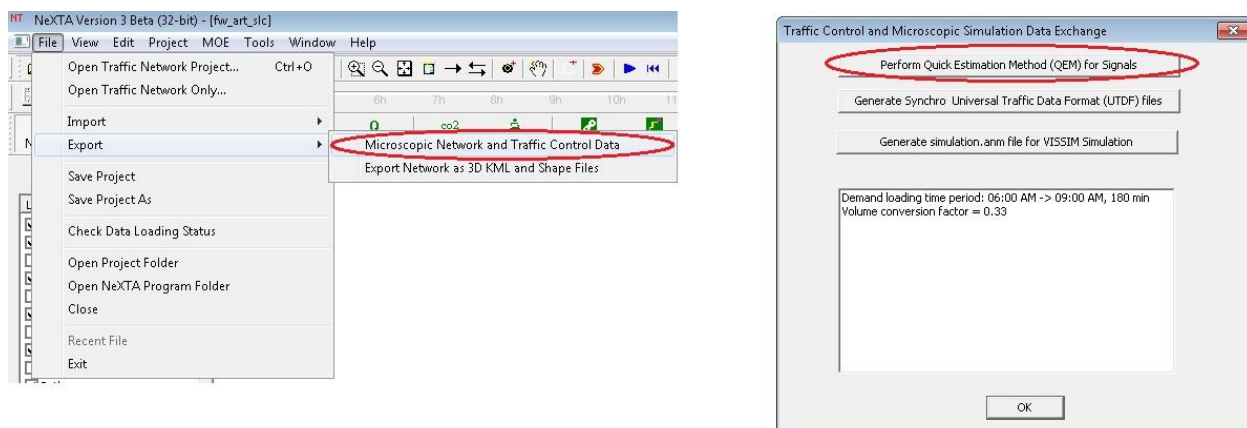 NT NeXTA Version 3 Beta (32-bit) - [fw_art_slc]
File View Edit Project MOE Tools Window Help
Open Traffic Network Project... Ctrl+O
Open Traffic Network Only...
Import
Export
Save Project
Save Project As
Check Data Loading Status
Open Project Folder
Open NeXTA Program Folder
Close
Recent File
Exit
6h 7h 8h 9h 10h 11
Q co2
Microscopic Network and Traffic Control Data
Export Network as 3D KML and Shape Files
Traffic Control and Microscopic Simulation Data Exchange
Perform Quick Estimation Method (QEM) for Signals
Generate Synchro Universal Traffic Data Format (UTDF) files
Generate simulation.anm file for VISSIM Simulation
Demand loading time period: 06:00 AM -> 09:00 AM, 180 min
Volume conversion factor = 0.33
OK